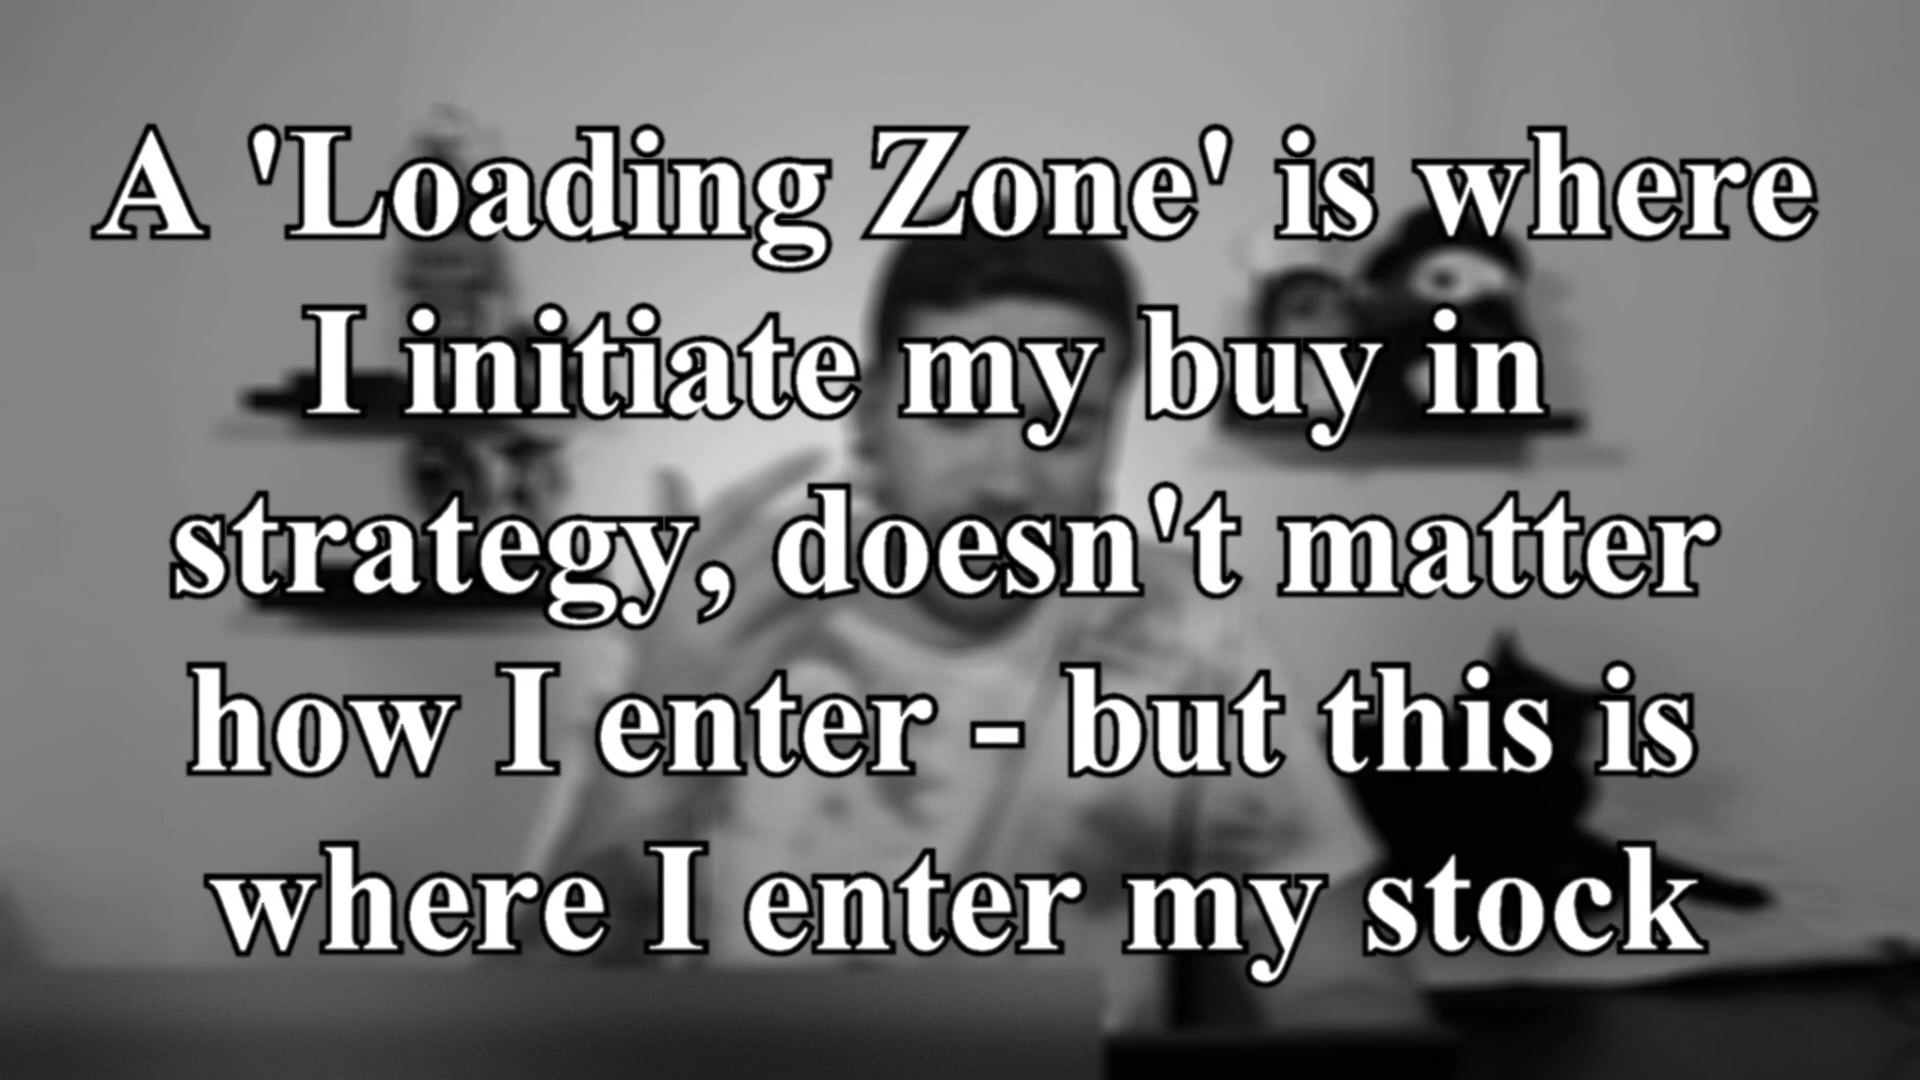 A 'Loading Zone' is where
I initiate my buy in
strategy, doesn't matter
how I enter - but this is
where I enter my stock